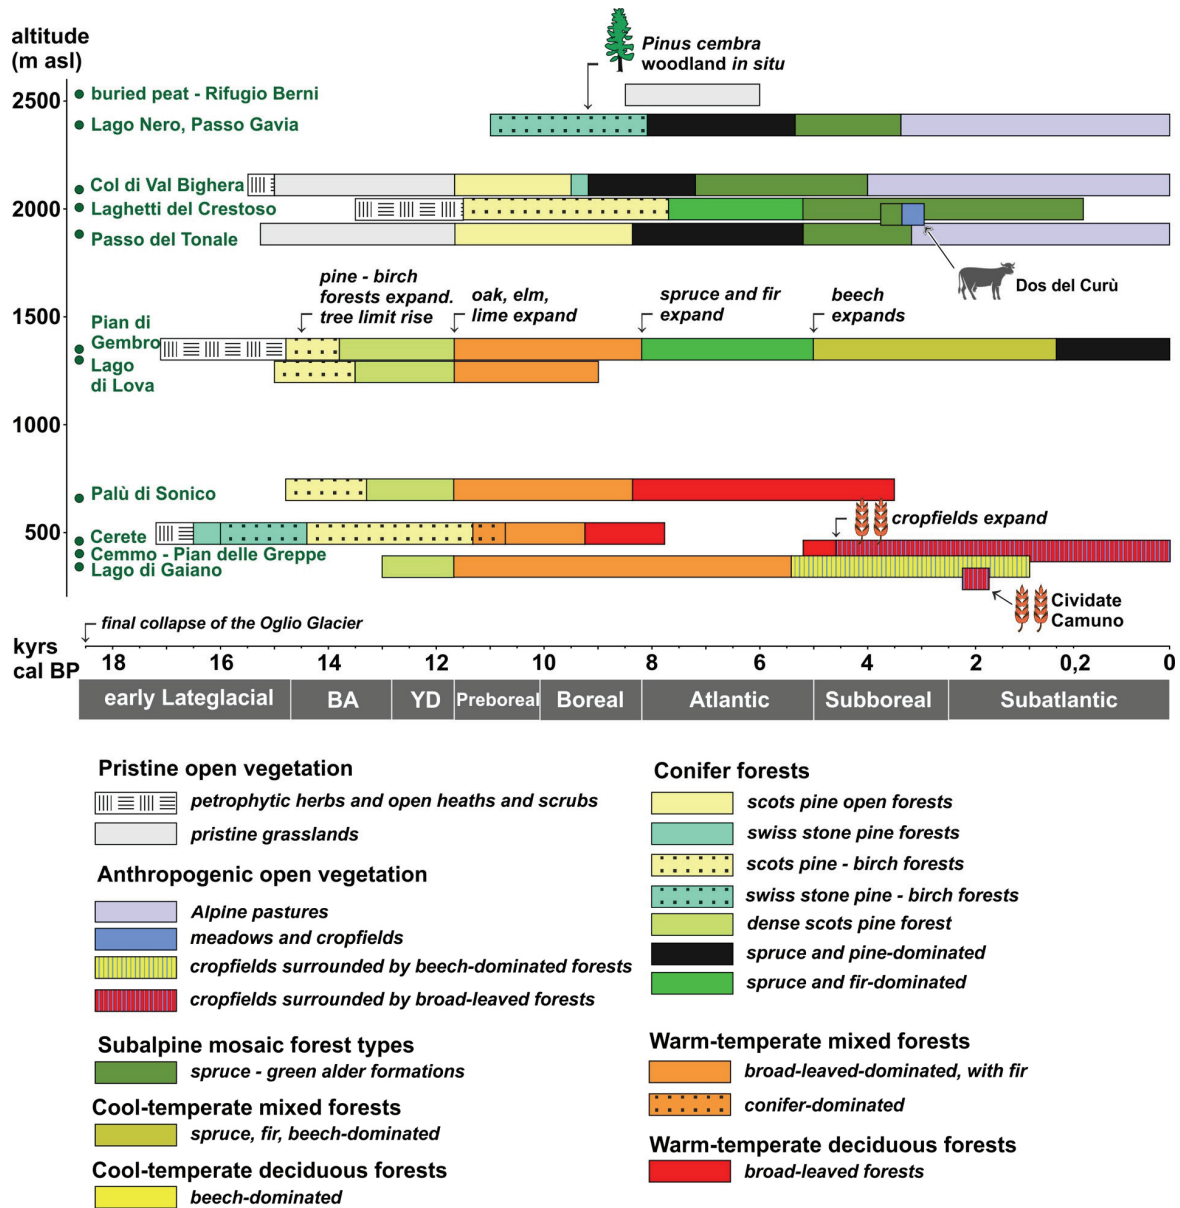 altitude
(m asl)
Pinus cembra
woodland in situ
2500
buried peat - Rifugio Berni
Lago Nero, Passo Gavia
Col di Val Bighera
2000
Laghetti del Crestoso
Passo del Tonale
Dos del Curù
pine - birch
forests expand.
tree limit rise
oak, elm,
lime expand
spruce and fir
expand
beech
expands
1500
Pian di
Gembro
Lago
di Lova
1000
Palù di Sonico
500
Cerete
cropfields expand
Cemmo - Pian delle Greppe
Lago di Gaiano
Cividate
Camuno
final collapse of the Oglio Glacier
kyrs
cal BP
18 16 14 12 10 8 6 4 2 0,2 0
early Lateglacial BA YD Preboreal Boreal Atlantic Subboreal Subatlantic
Pristine open vegetation
petrophytic herbs and open heaths and scrubs
pristine grasslands
Anthropogenic open vegetation
Alpine pastures
meadows and cropfields
cropfields surrounded by beech-dominated forests
cropfields surrounded by broad-leaved forests
Subalpine mosaic forest types
spruce - green alder formations
Cool-temperate mixed forests
spruce, fir, beech-dominated
Cool-temperate deciduous forests
beech-dominated
Conifer forests
scots pine open forests
swiss stone pine forests
scots pine - birch forests
swiss stone pine - birch forests
dense scots pine forest
spruce and pine-dominated
spruce and fir-dominated
Warm-temperate mixed forests
broad-leaved-dominated, with fir
conifer-dominated
Warm-temperate deciduous forests
broad-leaved forests